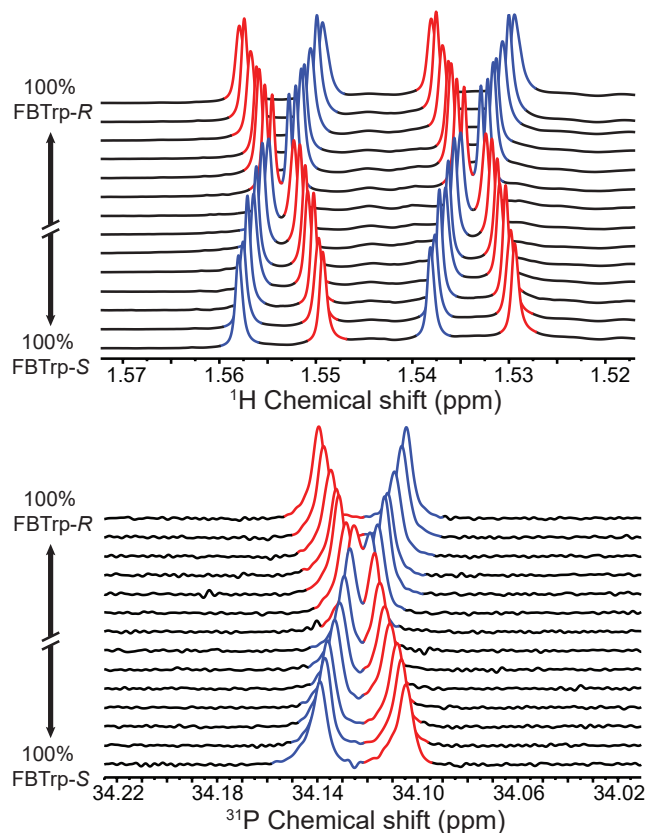 100%
FBTrp-R
100%
FBTrp-S
1.57 1.56 1.55 1.54 1.53 1.52
¹H Chemical shift (ppm)
100%
FBTrp-R
100%
FBTrp-S
34.22 34.18 34.14 34.10 34.06 34.02
³¹P Chemical shift (ppm)